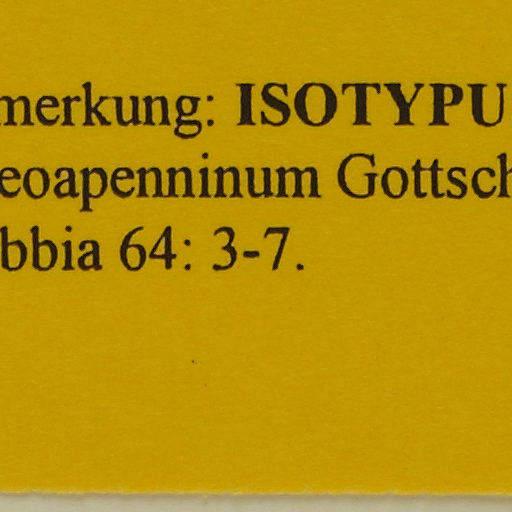 merkung: ISOTYPU
eoapenninum Gottsch
bbia 64: 3-7.